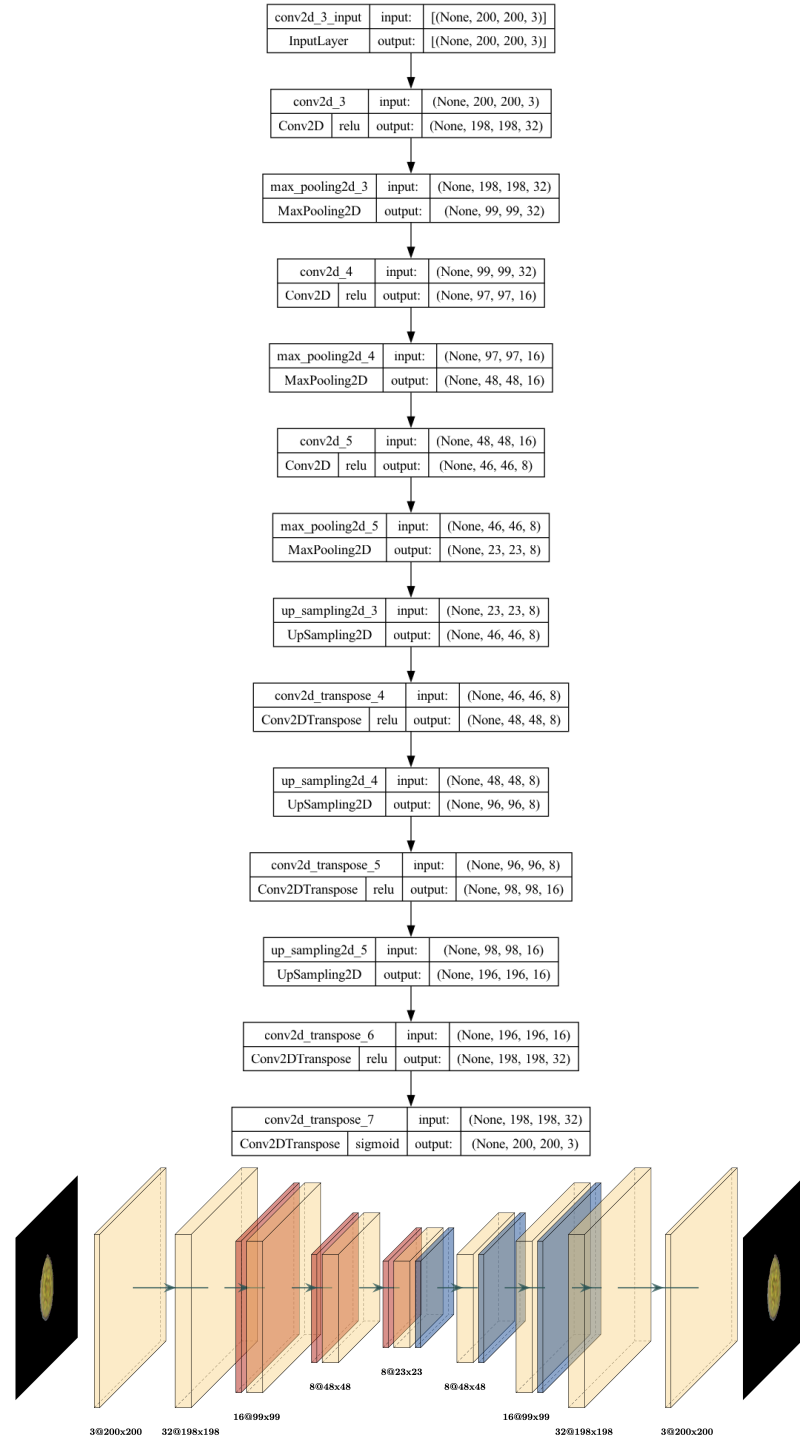 conv2d_3_input input: [(None, 200, 200, 3)]
InputLayer output: [(None, 200, 200, 3)]
conv2d_3 input: (None, 200, 200, 3)
Conv2D relu output: (None, 198, 198, 32)
max_pooling2d_3 input: (None, 198, 198, 32)
MaxPooling2D output: (None, 99, 99, 32)
conv2d_4 input: (None, 99, 99, 32)
Conv2D relu output: (None, 97, 97, 16)
max_pooling2d_4 input: (None, 97, 97, 16)
MaxPooling2D output: (None, 48, 48, 16)
conv2d_5 input: (None, 48, 48, 16)
Conv2D relu output: (None, 46, 46, 8)
max_pooling2d_5 input: (None, 46, 46, 8)
MaxPooling2D output: (None, 23, 23, 8)
up_sampling2d_3 input: (None, 23, 23, 8)
UpSampling2D output: (None, 46, 46, 8)
conv2d_transpose_4 input: (None, 46, 46, 8)
Conv2DTranspose relu output: (None, 48, 48, 8)
up_sampling2d_4 input: (None, 48, 48, 8)
UpSampling2D output: (None, 96, 96, 8)
conv2d_transpose_5 input: (None, 96, 96, 8)
Conv2DTranspose relu output: (None, 98, 98, 16)
up_sampling2d_5 input: (None, 98, 98, 16)
UpSampling2D output: (None, 196, 196, 16)
conv2d_transpose_6 input: (None, 196, 196, 16)
Conv2DTranspose relu output: (None, 198, 198, 32)
conv2d_transpose_7 input: (None, 198, 198, 32)
Conv2DTranspose sigmoid output: (None, 200, 200, 3)
3@200x200
32@198x198
16@99x99
8@48x48
8@23x23
8@48x48
16@99x99
32@198x198
3@200x200